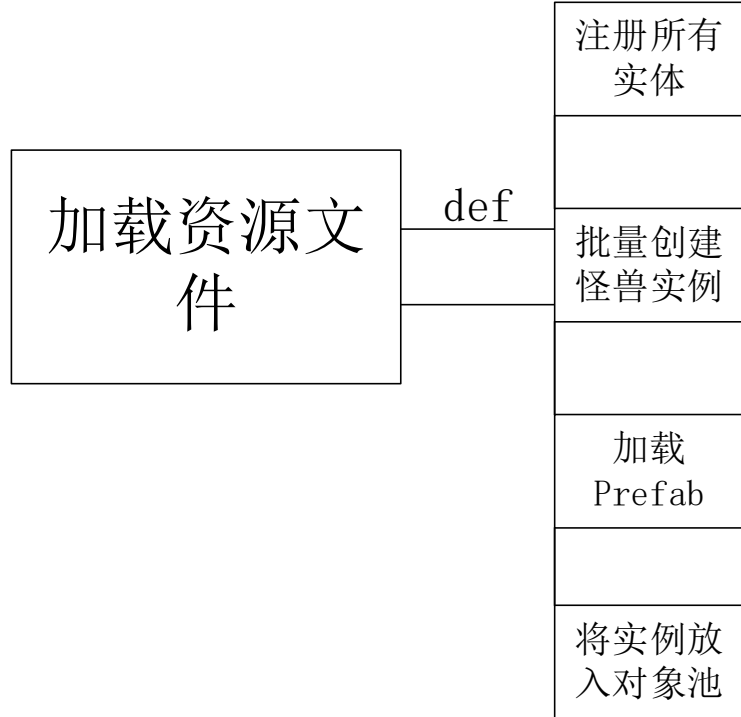 加载资源文
件
def
注册所有
实体
批量创建
怪兽实例
加载
Prefab
将实例放
入对象池